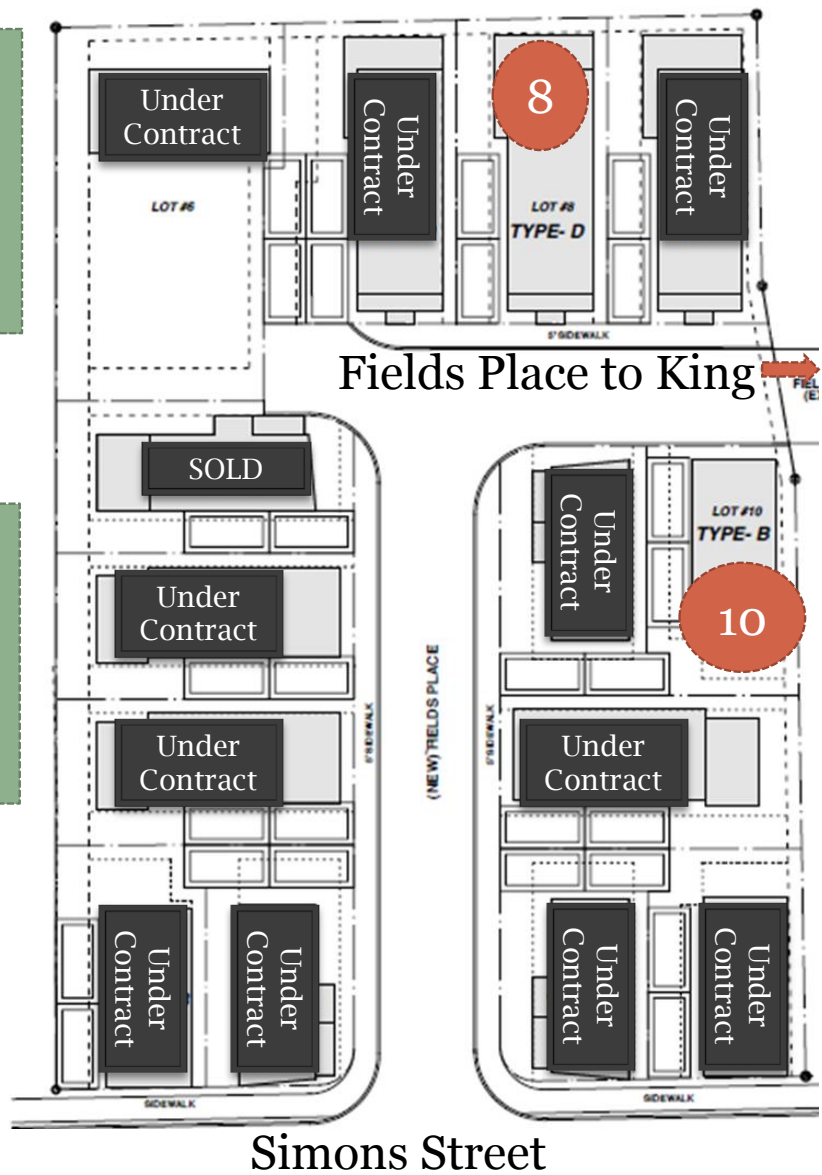 Under
Contract
Under
Contract
8
Under
Contract
LOT #6
LOT #8
TYPE- D
5' SIDEWALK
Fields Place to King
SOLD
Under
Contract
LOT #10
TYPE- B
Under
Contract
10
(NEW) FIELDS PLACE
5' SIDEWALK
5' SIDEWALK
Under
Contract
Under
Contract
Under
Contract
Under
Contract
Under
Contract
Under
Contract
SIDEWALK
SIDEWALK
Simons Street